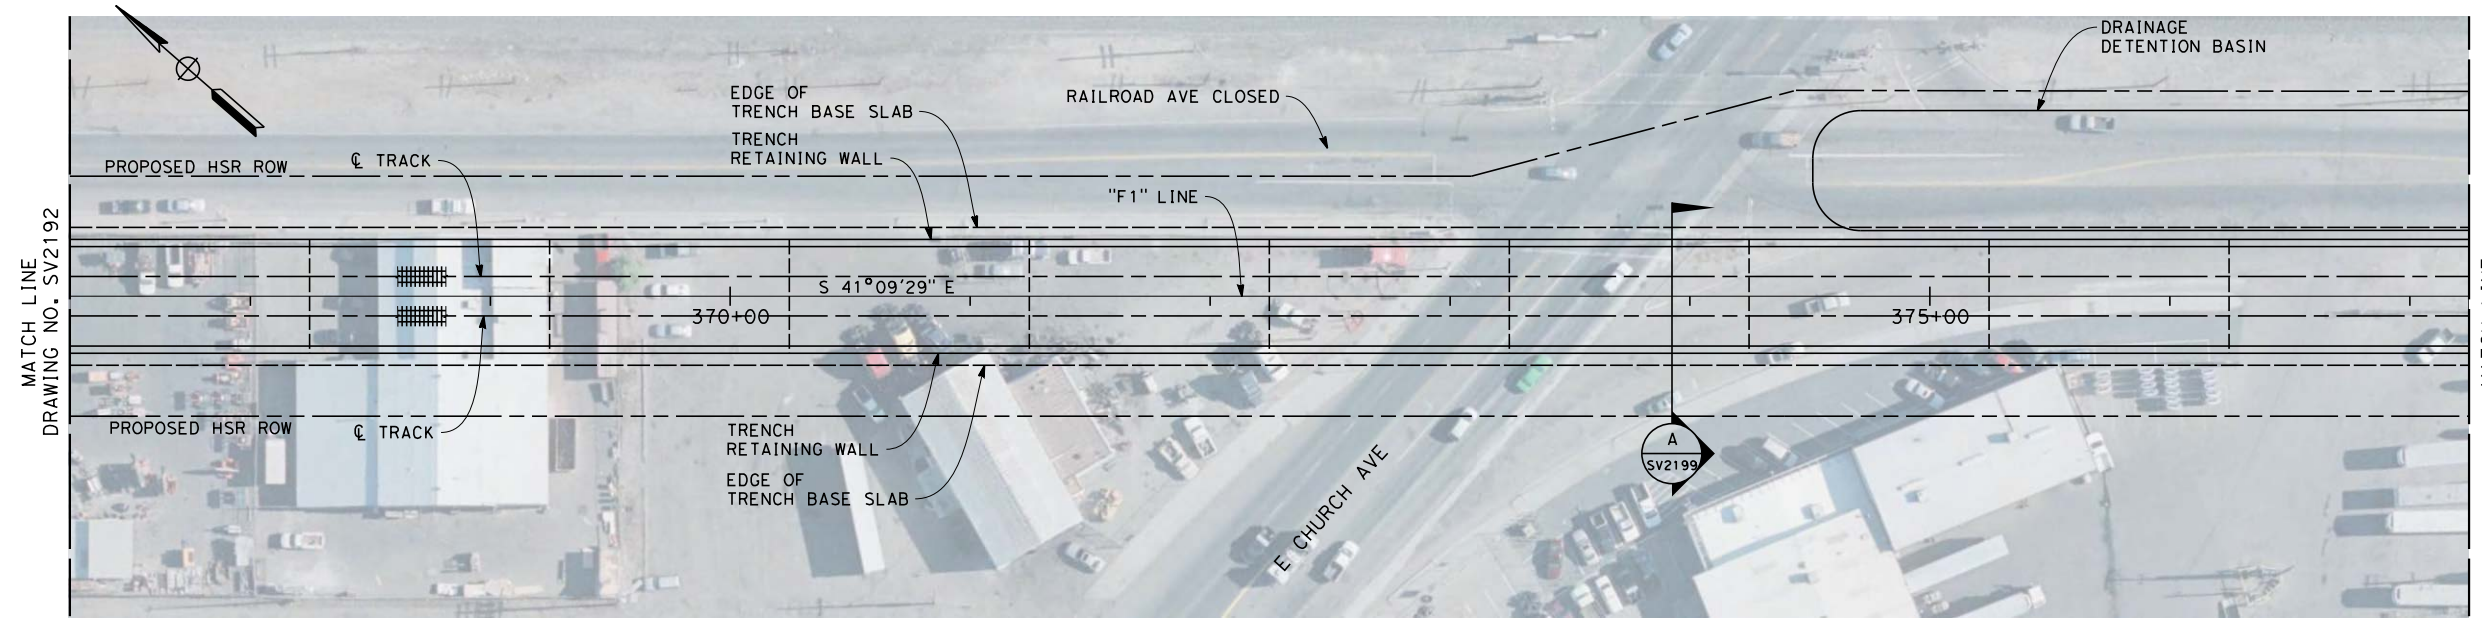 DRAINAGE
DETENTION BASIN
EDGE OF
TRENCH BASE SLAB
RAILROAD AVE CLOSED
TRENCH
RETAINING WALL
PROPOSED HSR ROW
℄ TRACK
"F1" LINE
MATCH LINE
DRAWING NO. SV2192
S 41°09'29" E
370+00
375+00
PROPOSED HSR ROW
℄ TRACK
TRENCH
RETAINING WALL
EDGE OF
TRENCH BASE SLAB
E CHURCH AVE
A
SV2199